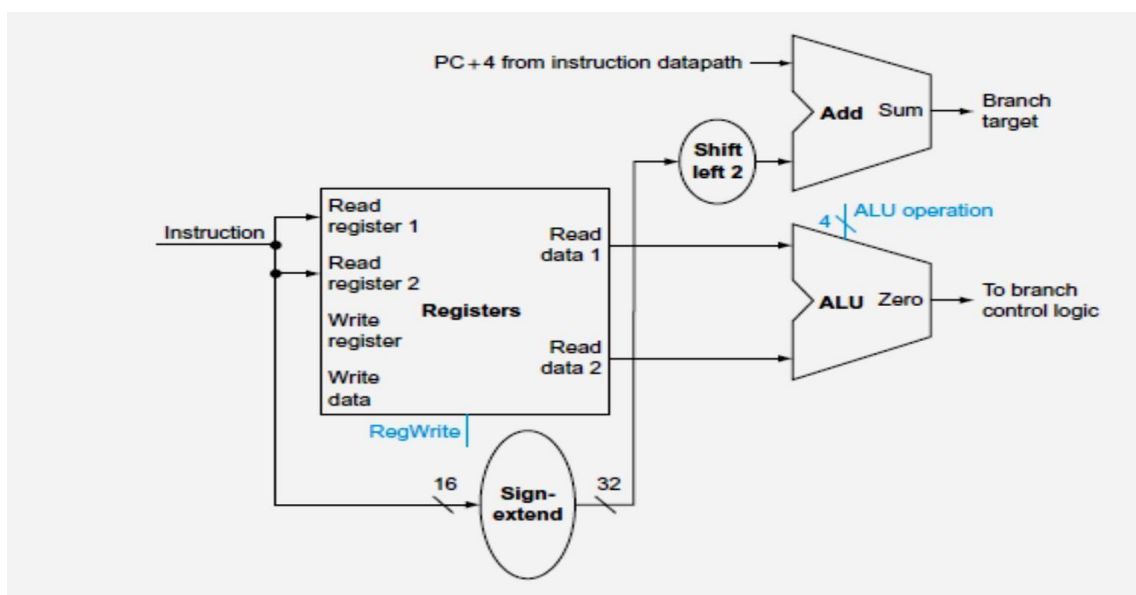 PC + 4 from instruction datapath
Add Sum
Branch
target
Shift
left 2
4
ALU operation
Instruction
Read
register 1
Read
register 2
Write
register
Write
data
Registers
Read
data 1
Read
data 2
ALU Zero
To branch
control logic
RegWrite
16
Sign-
extend
32